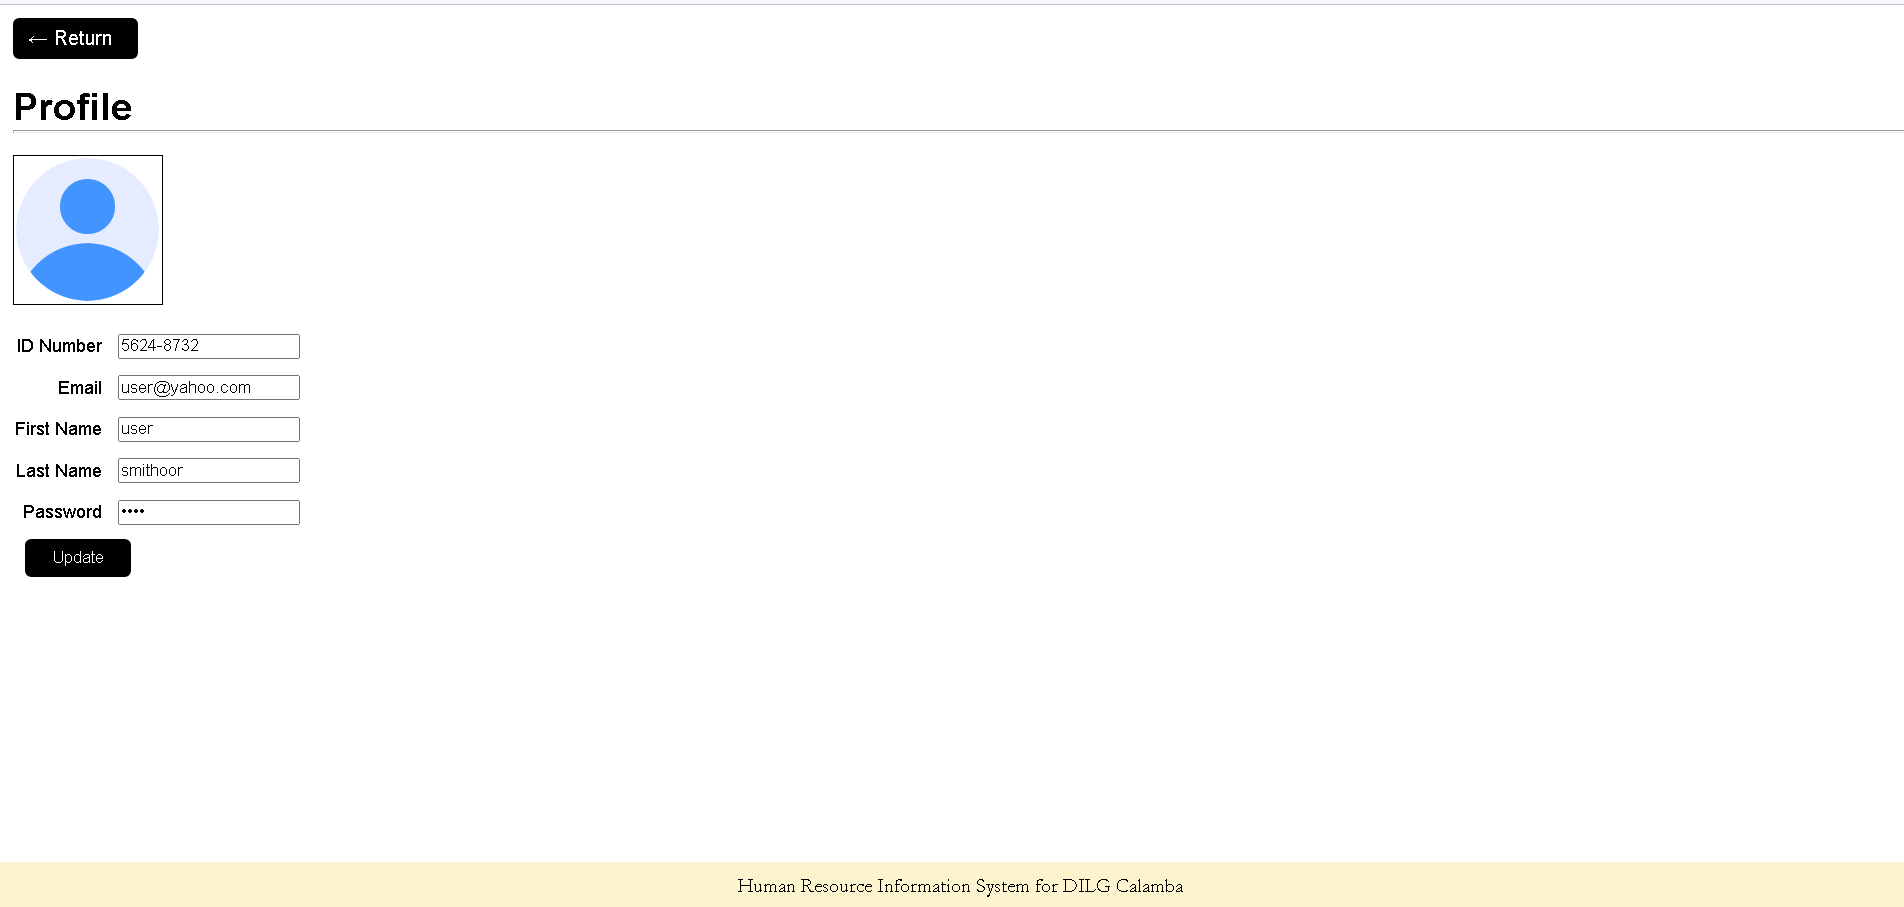 ← Return
Profile
ID Number 5624-8732
Email user@yahoo.com
First Name user
Last Name smithoor
Password ••••
Update
Human Resource Information System for DILG Calamba